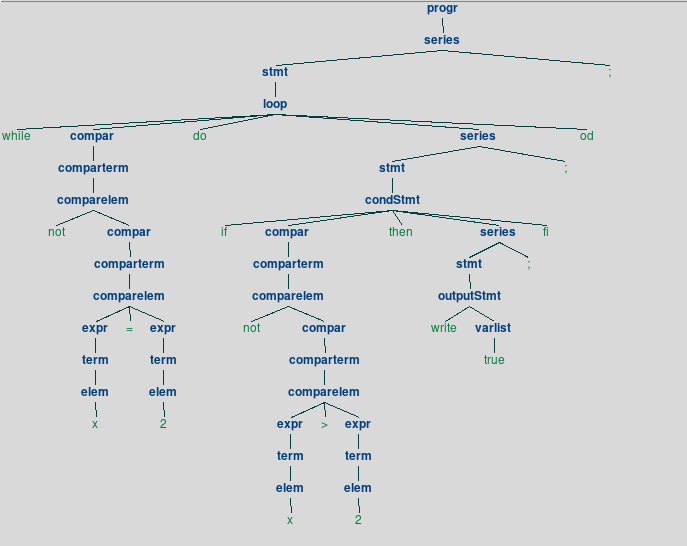 progr
series
stmt ;
loop
while compar do series od
comparterm stmt ;
comparelem condStmt
not compar if compar then series fi
comparterm comparterm stmt ;
comparelem comparelem outputStmt
expr = expr not compar write varlist
term term comparterm true
elem elem comparelem
x 2 expr > expr
term term
elem elem
x 2